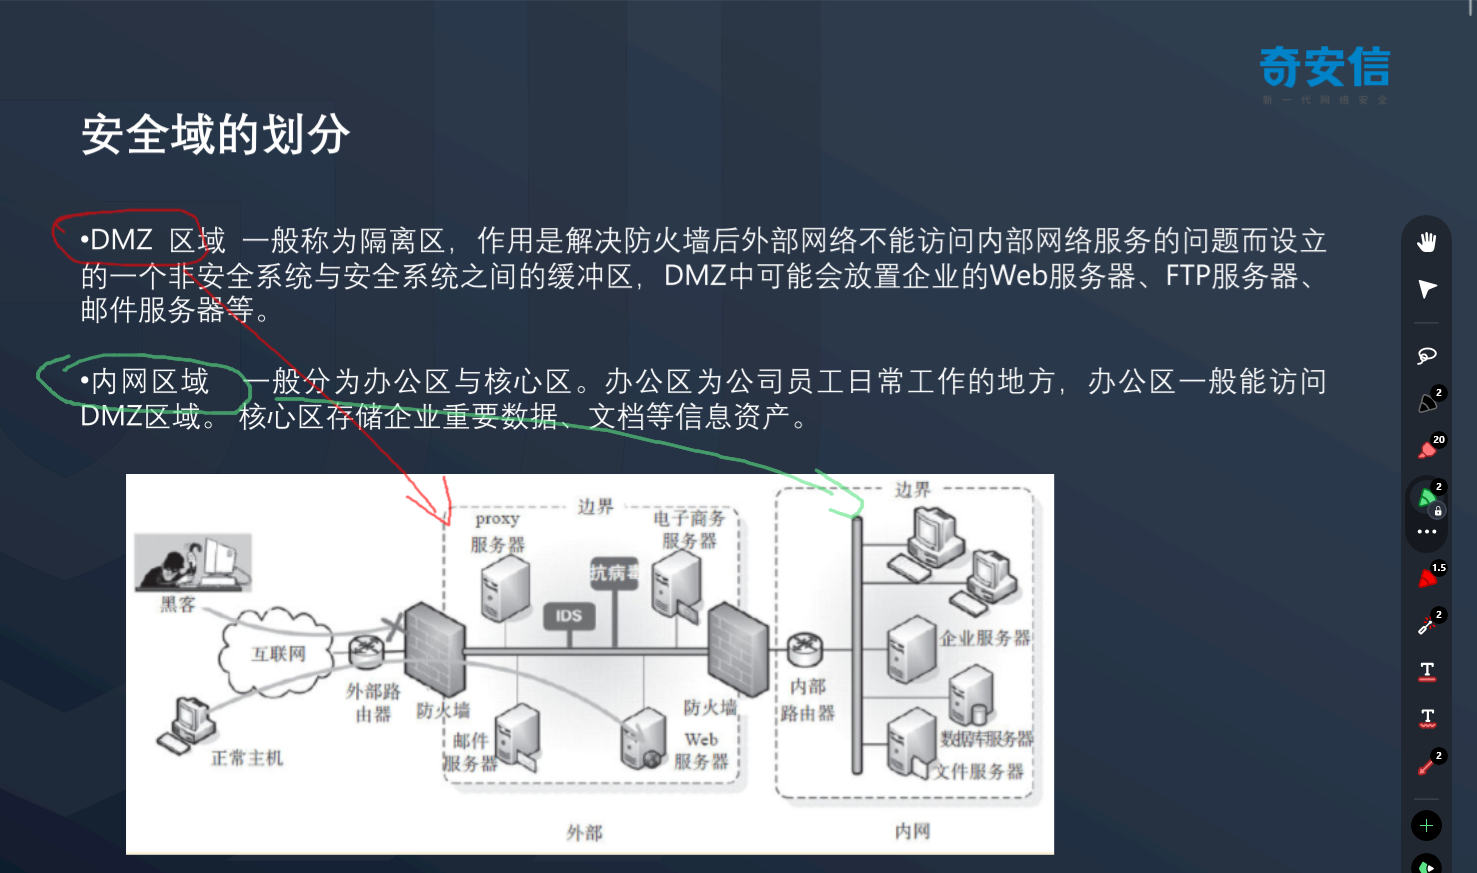 奇安信
新一代网络安全
安全域的划分
•DMZ 区域 一般称为隔离区，作用是解决防火墙后外部网络不能访问内部网络服务的问题而设立
的一个非安全系统与安全系统之间的缓冲区，DMZ中可能会放置企业的Web服务器、FTP服务器、
邮件服务器等。
•内网区域 一般分为办公区与核心区。办公区为公司员工日常工作的地方，办公区一般能访问
DMZ区域。 核心区存储企业重要数据、文档等信息资产。
边界
边界
proxy
服务器
电子商务
服务器
抗病毒
IDS
黑客
互联网
外部路
由器
防火墙
防火墙
内部
路由器
企业服务器
正常主机
邮件
服务器
Web
服务器
数据库服务器
文件服务器
外部
内网
2
20
2
1.5
2
T
T
2